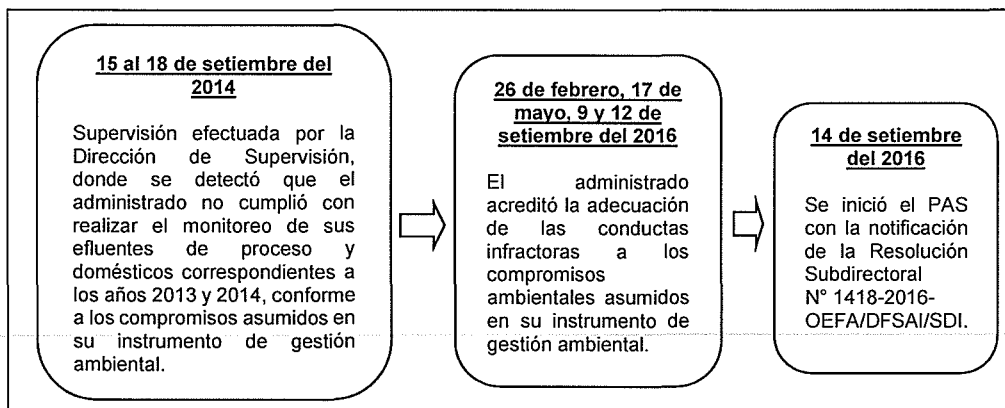 15 al 18 de setiembre del
2014
Supervisión efectuada por la
Dirección de Supervisión,
donde se detectó que el
administrado no cumplió con
realizar el monitoreo de sus
efluentes de proceso y
domésticos correspondientes a
los años 2013 y 2014, conforme
a los compromisos asumidos en
su instrumento de gestión
ambiental.
26 de febrero, 17 de
mayo, 9 y 12 de
setiembre del 2016
El administrado
acreditó la adecuación
de las conductas
infractoras a los
compromisos
ambientales asumidos
en su instrumento de
gestión ambiental.
14 de setiembre
del 2016
Se inició el PAS
con la notificación
de la Resolución
Subdirectoral
N° 1418-2016-
OEFA/DFSAI/SDI.